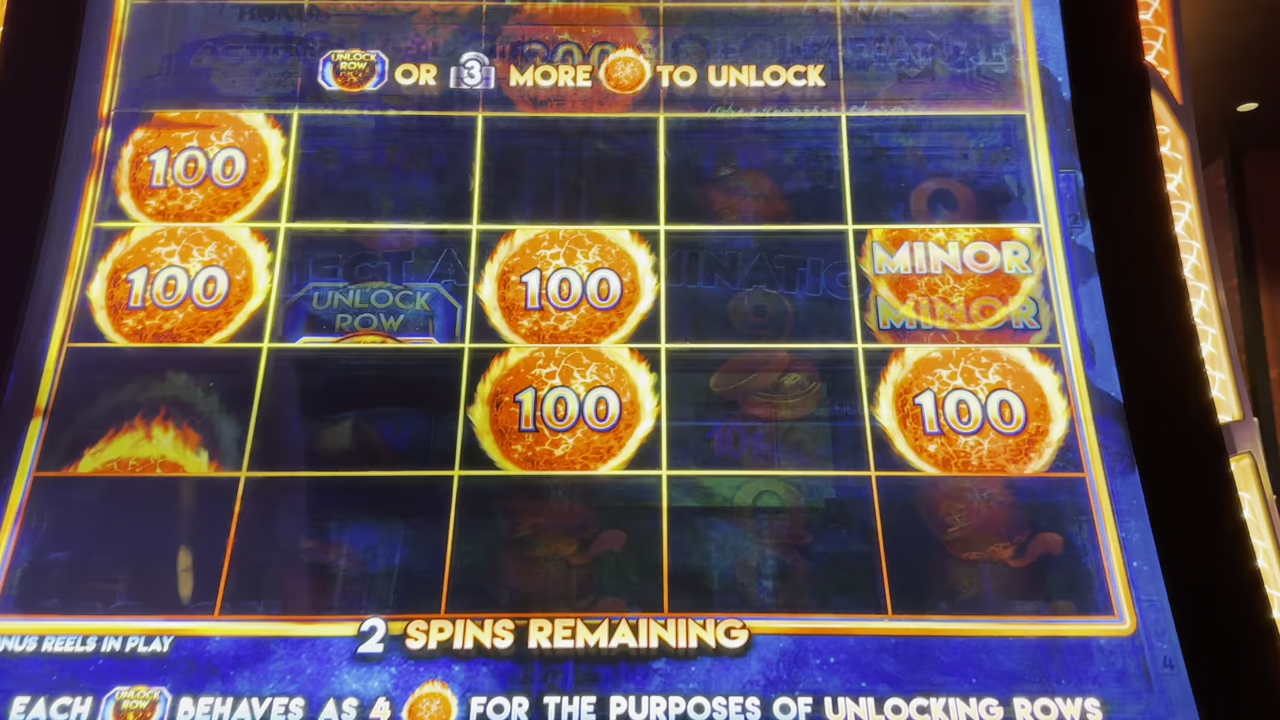 UNLOCK
ROW
OR 3 MORE TO UNLOCK
100
100 100 MINOR
MINOR
UNLOCK
ROW
100 100
2 SPINS REMAINING
NUS REELS IN PLAY
EACH UNLOCK ROW BEHAVES AS 4 FOR THE PURPOSES OF UNLOCKING ROWS